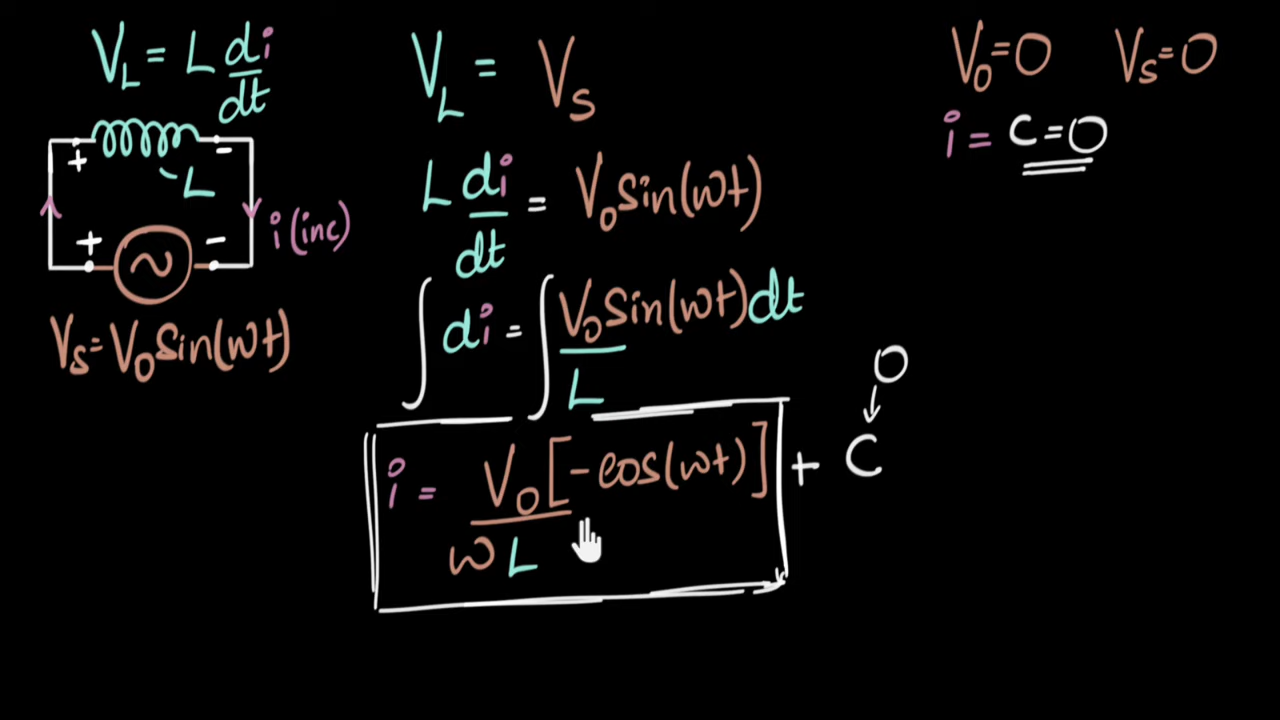 V_L = L di/dt
+ -
L
+ -
i (inc)
V_s = V_0 sin(ωt)
V_L = V_s
L di/dt = V_0 sin(ωt)
∫ di = ∫ V_0/L sin(ωt) dt
i = V_0/ωL [-cos(ωt)] + C
0
V_0 = 0 V_s = 0
i = C = 0